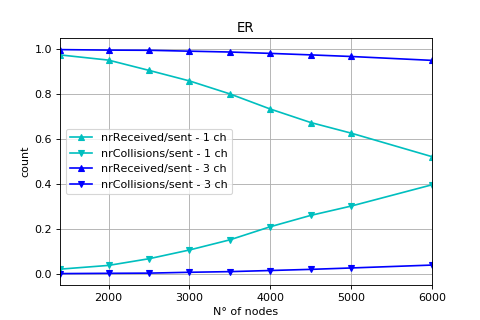 ER
1.0
0.8
0.6
0.4
0.2
0.0
count
nrReceived/sent - 1 ch
nrCollisions/sent - 1 ch
nrReceived/sent - 3 ch
nrCollisions/sent - 3 ch
2000 3000 4000 5000 6000
N° of nodes